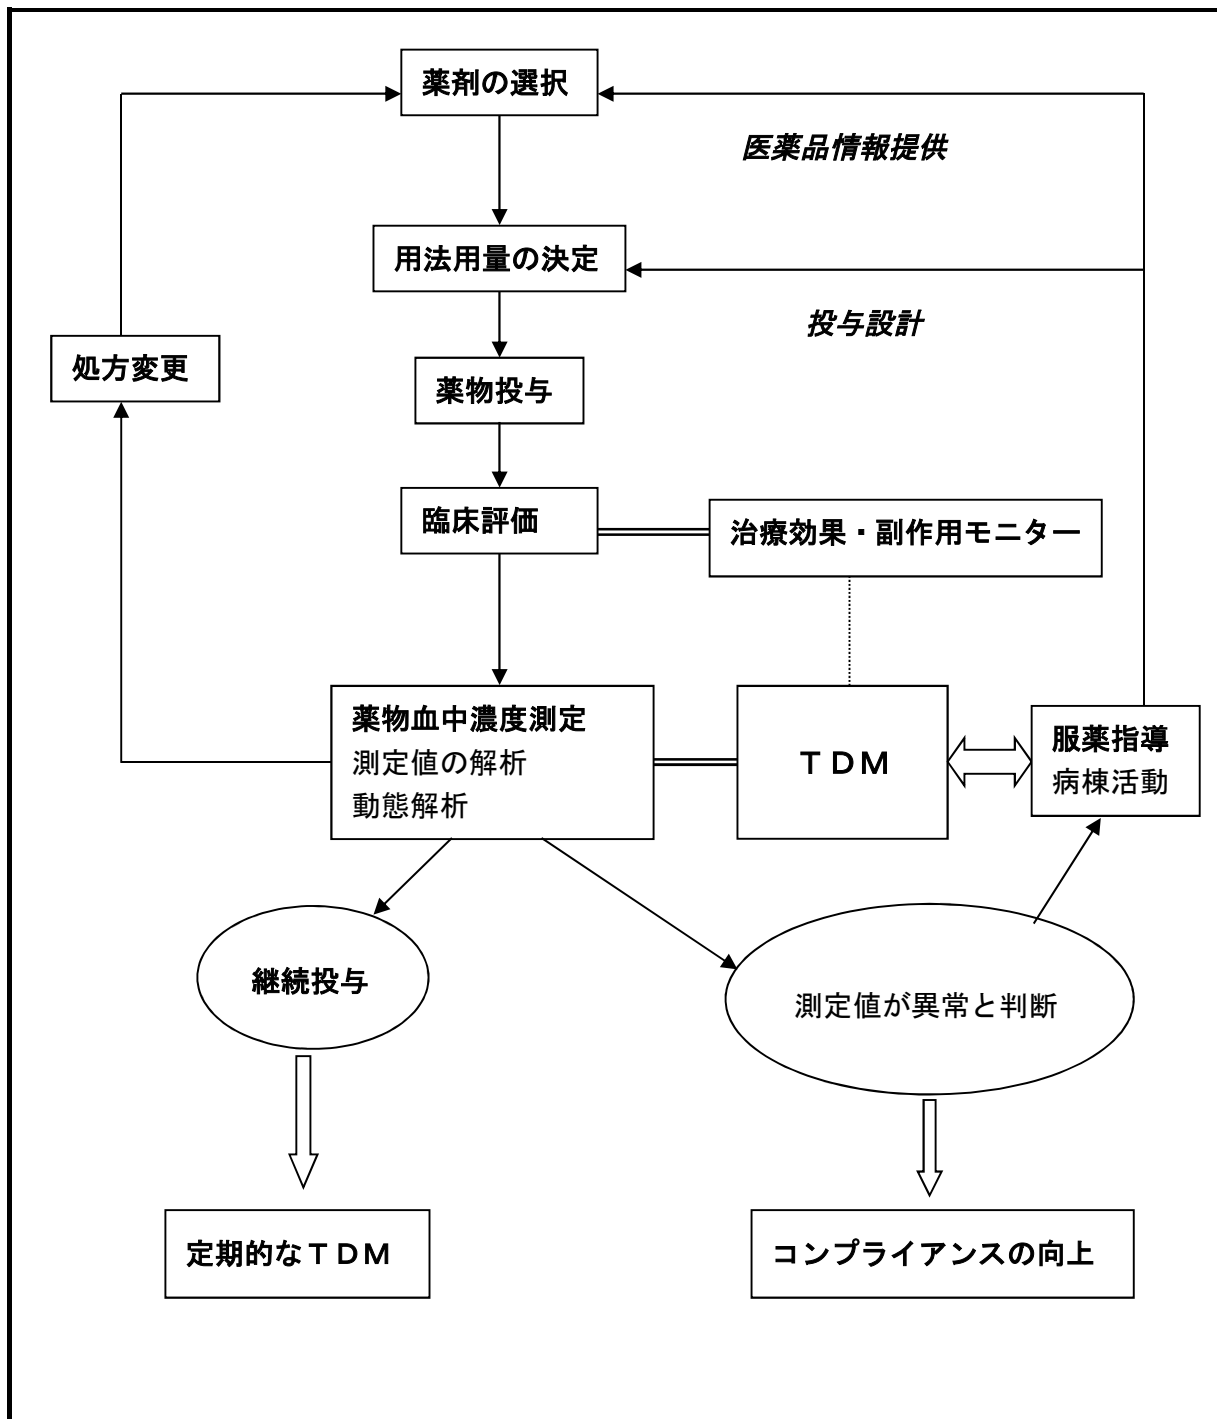 薬剤の選択
医薬品情報提供
用法用量の決定
投与設計
処方変更
薬物投与
臨床評価
治療効果・副作用モニター
薬物血中濃度測定
測定値の解析
動態解析
ＴＤＭ
服薬指導
病棟活動
継続投与
測定値が異常と判断
定期的なＴＤＭ
コンプライアンスの向上